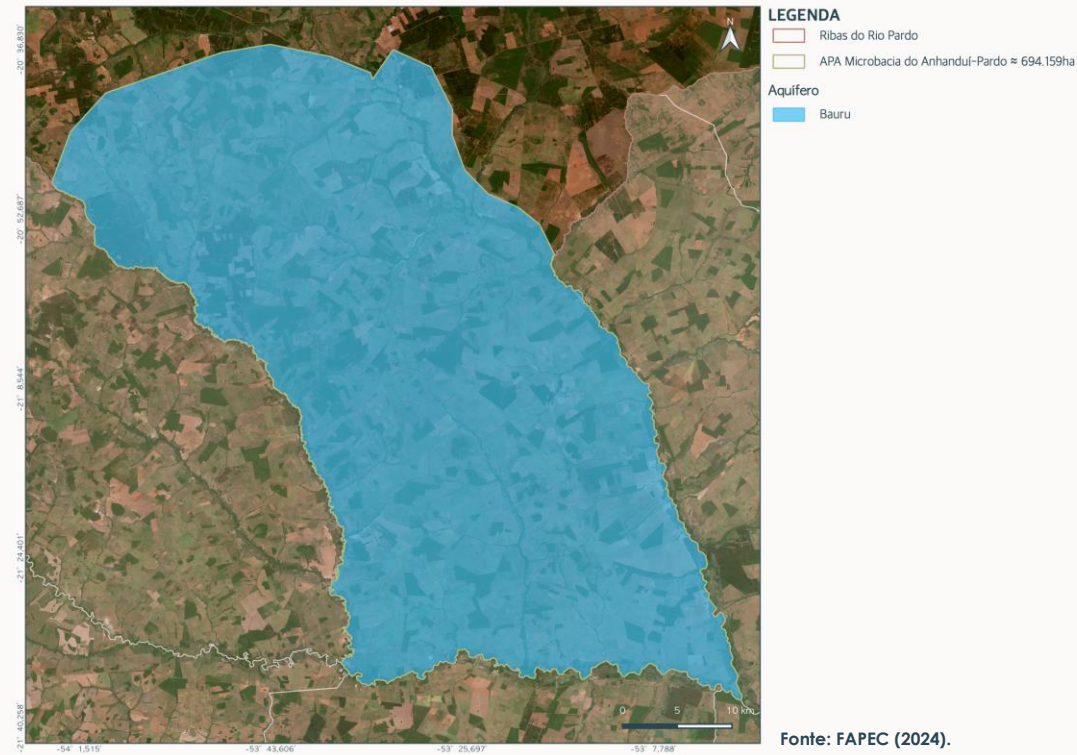 LEGENDA
Ribas do Rio Pardo
APA Microbacia do Anhanduí-Pardo ≈ 694.159ha
Aquífero
Bauru
N
-20° 36,830'
-20° 52,687'
-21° 8,544'
-21° 24,401'
-21° 40,258'
0 5 10 km
-54° 1,515' -53° 43,606' -53° 25,697' -53° 7,788'
Fonte: FAPEC (2024).